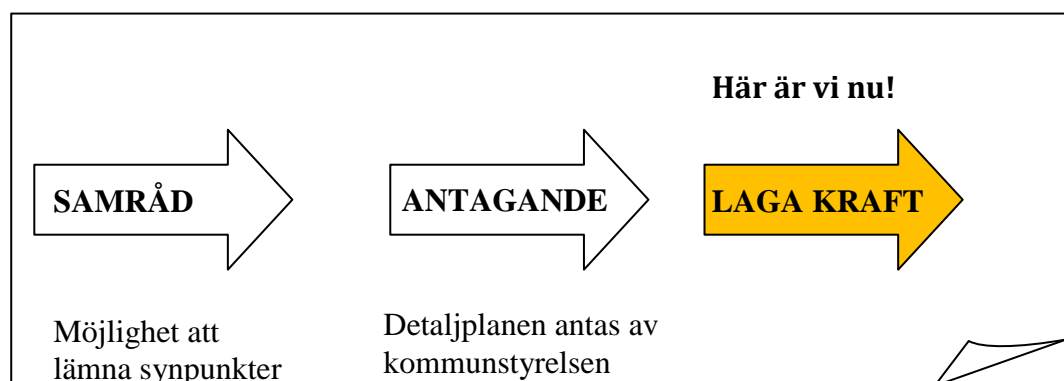 Här är vi nu!
SAMRÅD
ANTAGANDE
LAGA KRAFT
Möjlighet att
lämna synpunkter
Detaljplanen antas av
kommunstyrelsen